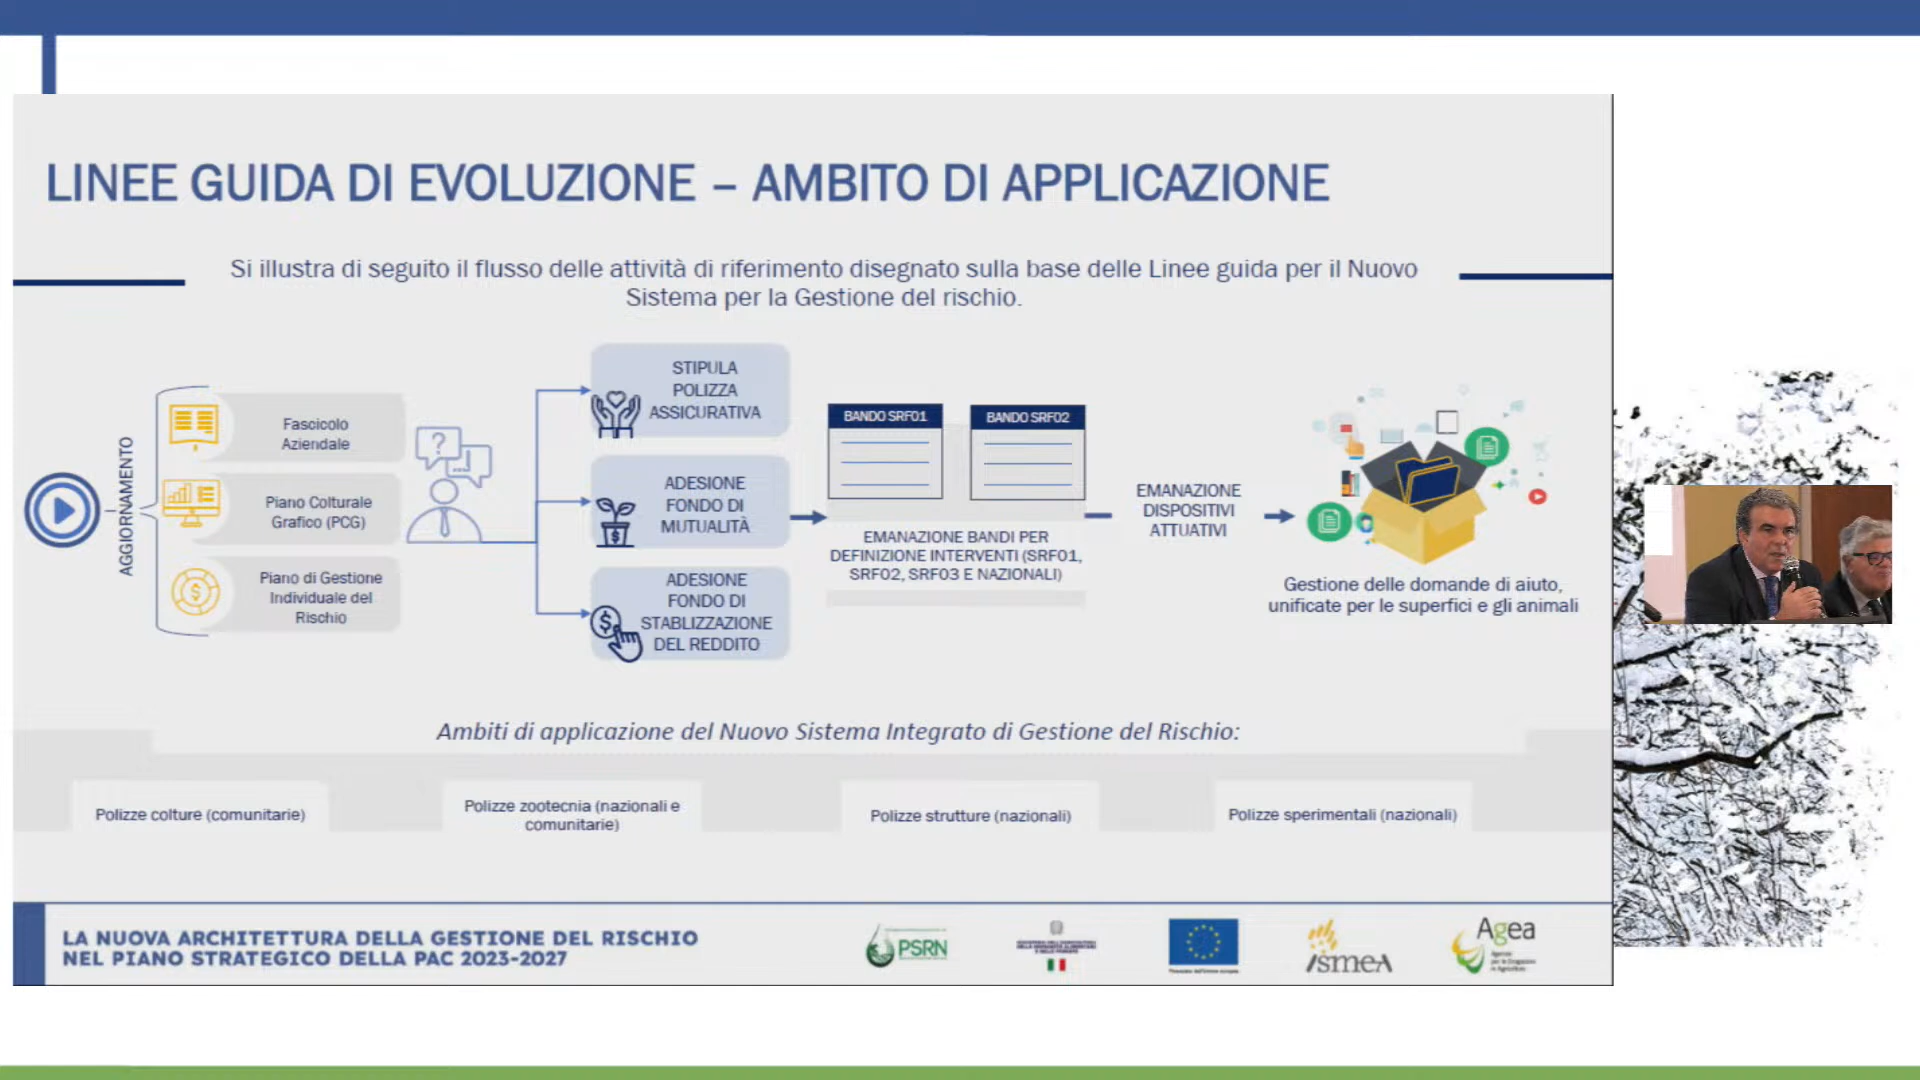 LINEE GUIDA DI EVOLUZIONE – AMBITO DI APPLICAZIONE
Si illustra di seguito il flusso delle attività di riferimento disegnato sulla base delle Linee guida per il Nuovo
Sistema per la Gestione del rischio.
AGGIORNAMENTO
Fascicolo
Aziendale
Piano Colturale
Grafico (PCG)
Piano di Gestione
Individuale del
Rischio
STIPULA
POLIZZA
ASSICURATIVA
ADESIONE
FONDO DI
MUTUALITÀ
ADESIONE
FONDO DI
STABLIZZAZIONE
DEL REDDITO
BANDO SRF01
BANDO SRF02
EMANAZIONE BANDI PER
DEFINIZIONE INTERVENTI (SRF01,
SRF02, SRF03 E NAZIONALI)
EMANAZIONE
DISPOSITIVI
ATTUATIVI
Gestione delle domande di aiuto,
unificate per le superfici e gli animali
Ambiti di applicazione del Nuovo Sistema Integrato di Gestione del Rischio:
Polizze colture (comunitarie)
Polizze zootecnia (nazionali e
comunitarie)
Polizze strutture (nazionali)
Polizze sperimentali (nazionali)
LA NUOVA ARCHITETTURA DELLA GESTIONE DEL RISCHIO
NEL PIANO STRATEGICO DELLA PAC 2023-2027
PSRN
ismea
Agea